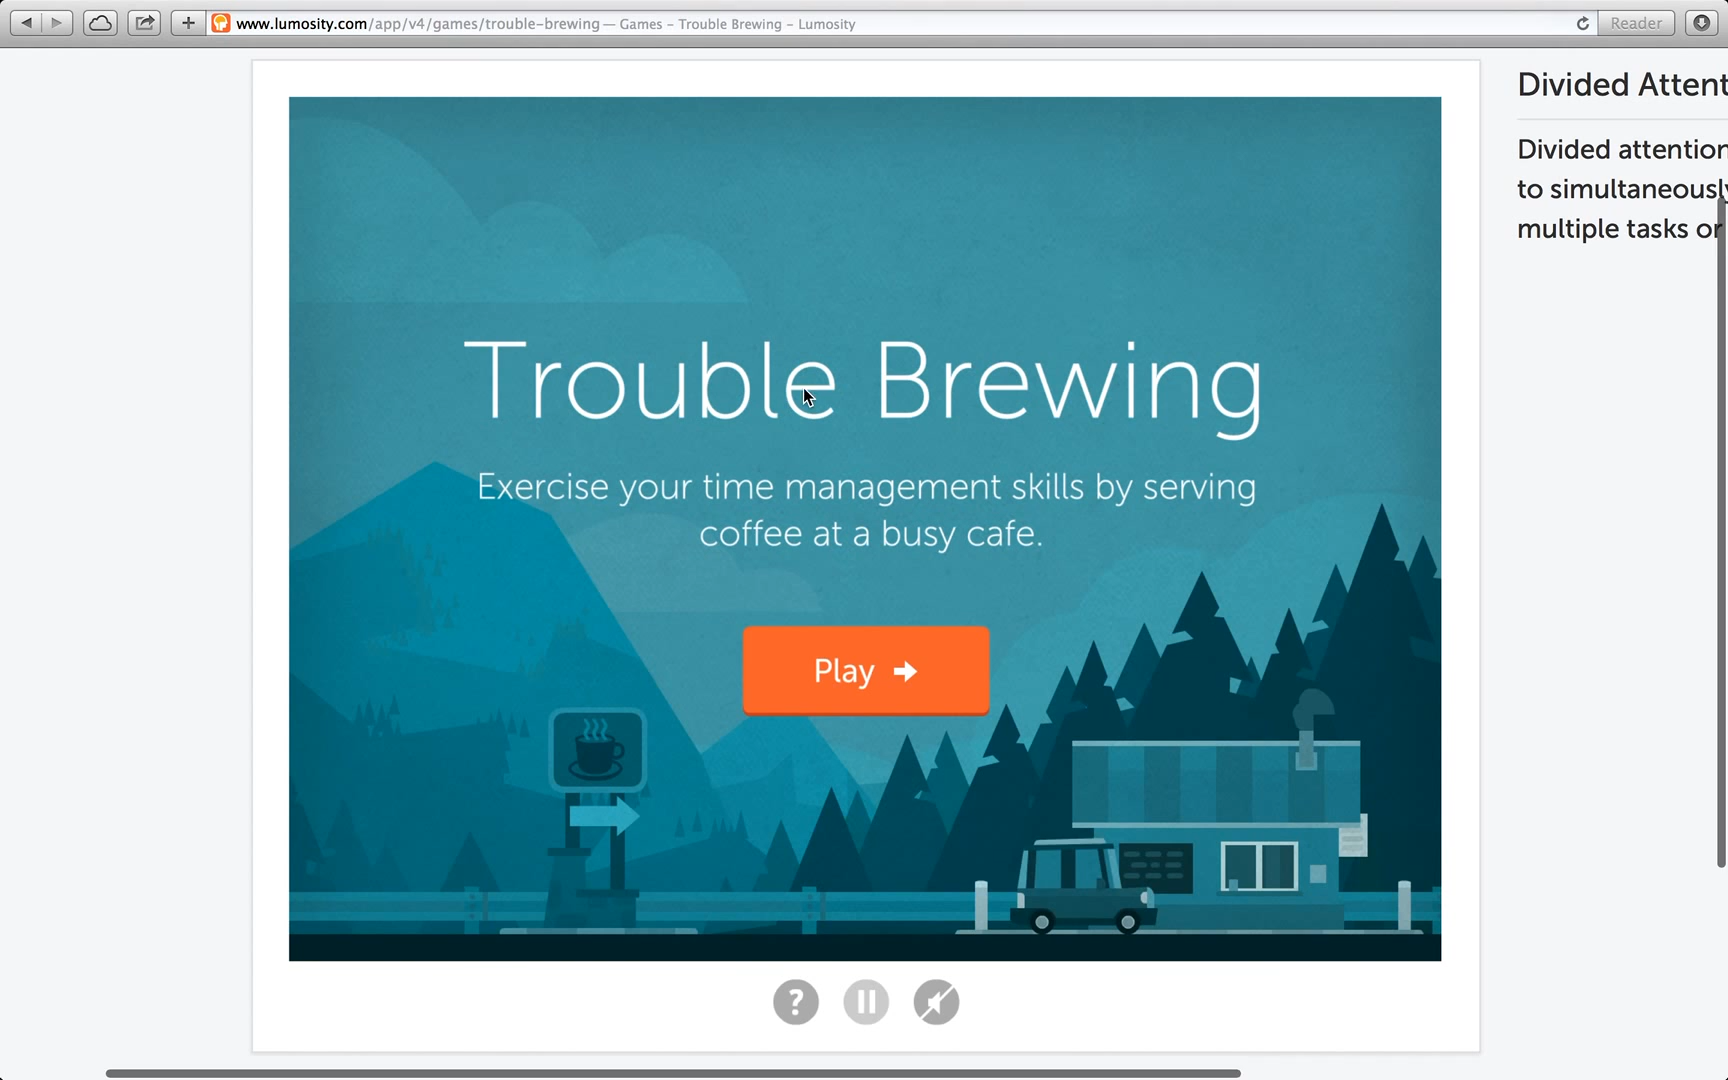 www.lumosity.com/app/v4/games/trouble-brewing — Games – Trouble Brewing – Lumosity
Reader
Divided Attent
Divided attention
to simultaneously
multiple tasks or
Trouble Brewing
Exercise your time management skills by serving
coffee at a busy cafe.
Play
?